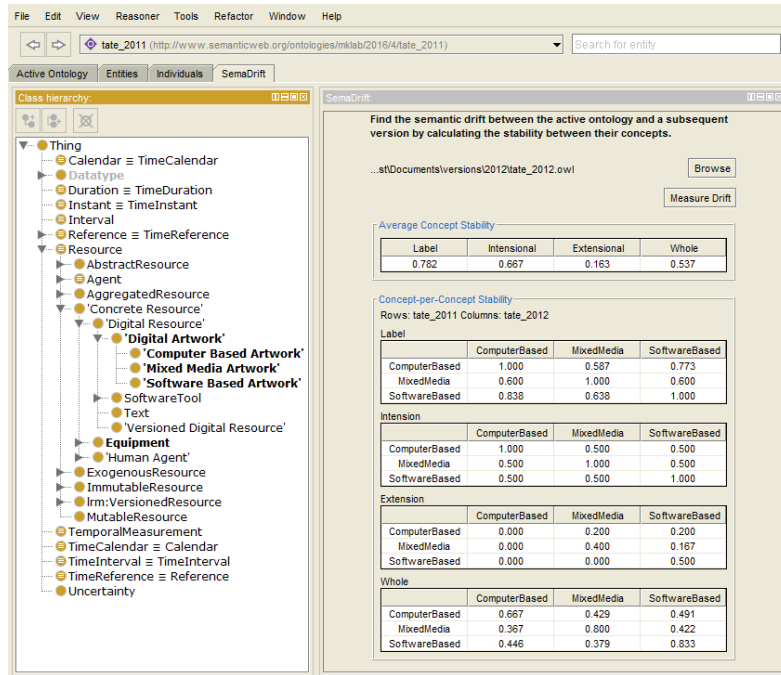 File Edit View Reasoner Tools Refactor Window Help
tate_2011 (http://www.semanticweb.org/ontologies/mklab/2016/4/tate_2011)
Search for entity
Active Ontology Entities Individuals SemaDrift
Class hierarchy:
Thing
Calendar ≡ TimeCalendar
Datatype
Duration ≡ TimeDuration
Instant ≡ TimeInstant
Interval
Reference ≡ TimeReference
Resource
AbstractResource
Agent
AggregatedResource
'Concrete Resource'
'Digital Resource'
'Digital Artwork'
'Computer Based Artwork'
'Mixed Media Artwork'
'Software Based Artwork'
SoftwareTool
Text
'Versioned Digital Resource'
Equipment
'Human Agent'
ExogenousResource
ImmutableResource
lrm:VersionedResource
MutableResource
TemporalMeasurement
TimeCalendar ≡ Calendar
TimeInterval ≡ TimeInterval
TimeReference ≡ Reference
Uncertainty
SemaDrift:
Find the semantic drift between the active ontology and a subsequent
version by calculating the stability between their concepts.
...st\Documents\versions\2012\tate_2012.owl
Browse
Measure Drift
Average Concept Stability
Label Intensional Extensional Whole
0.782 0.667 0.163 0.537
Concept-per-Concept Stability
Rows: tate_2011 Columns: tate_2012
Label
ComputerBased MixedMedia SoftwareBased
ComputerBased 1.000 0.587 0.773
MixedMedia 0.600 1.000 0.600
SoftwareBased 0.838 0.638 1.000
Intension
ComputerBased MixedMedia SoftwareBased
ComputerBased 1.000 0.500 0.500
MixedMedia 0.500 1.000 0.500
SoftwareBased 0.500 0.500 1.000
Extension
ComputerBased MixedMedia SoftwareBased
ComputerBased 0.000 0.200 0.200
MixedMedia 0.000 0.400 0.167
SoftwareBased 0.000 0.000 0.500
Whole
ComputerBased MixedMedia SoftwareBased
ComputerBased 0.667 0.429 0.491
MixedMedia 0.367 0.800 0.422
SoftwareBased 0.446 0.379 0.833